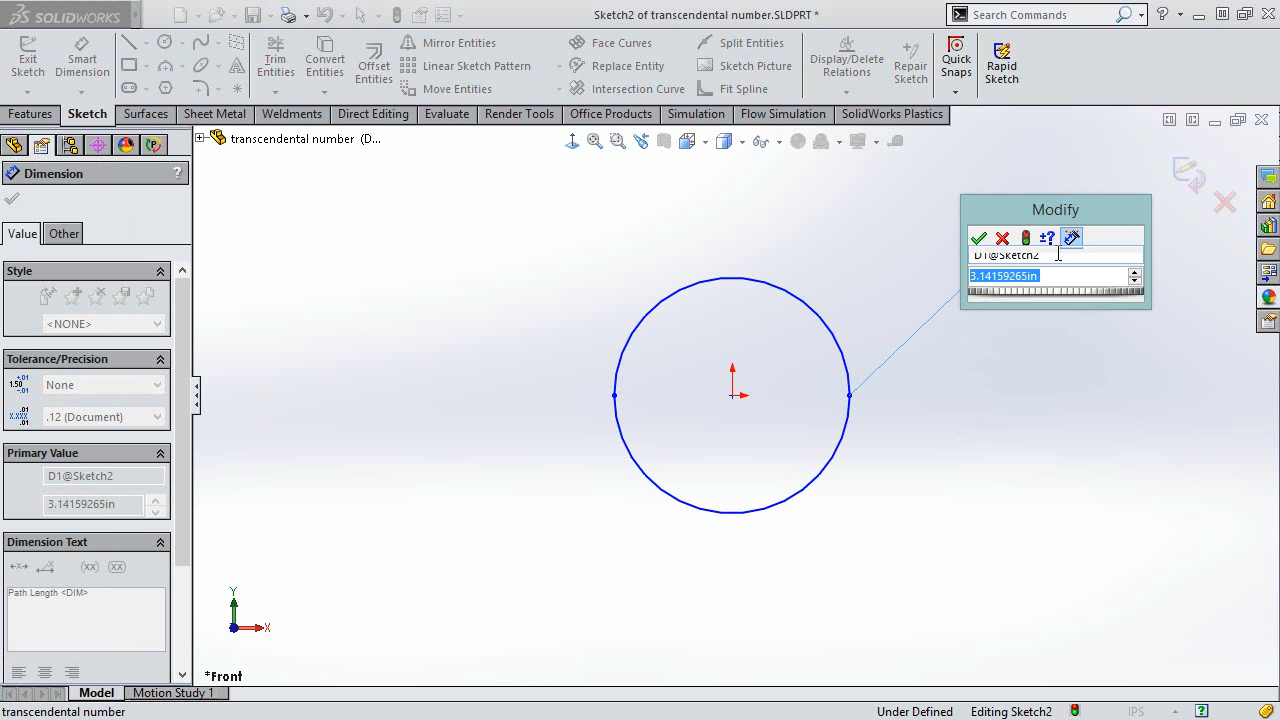 SOLIDWORKS
Sketch2 of transcendental number.SLDPRT *
Search Commands
Exit Sketch
Smart Dimension
Trim Entities
Convert Entities
Offset Entities
Mirror Entities
Linear Sketch Pattern
Move Entities
Face Curves
Replace Entity
Intersection Curve
Split Entities
Sketch Picture
Fit Spline
Display/Delete Relations
Repair Sketch
Quick Snaps
Rapid Sketch
Features
Sketch
Surfaces
Sheet Metal
Weldments
Direct Editing
Evaluate
Render Tools
Office Products
Simulation
Flow Simulation
SolidWorks Plastics
transcendental number (D...
Dimension
?
Value
Other
Style
<NONE>
Tolerance/Precision
None
.12 (Document)
Primary Value
D1@Sketch2
3.14159265in
Dimension Text
Path Length <DIM>
Modify
D1@Sketch2
3.14159265in
Y
X
*Front
Model
Motion Study 1
transcendental number
Under Defined
Editing Sketch2
IPS